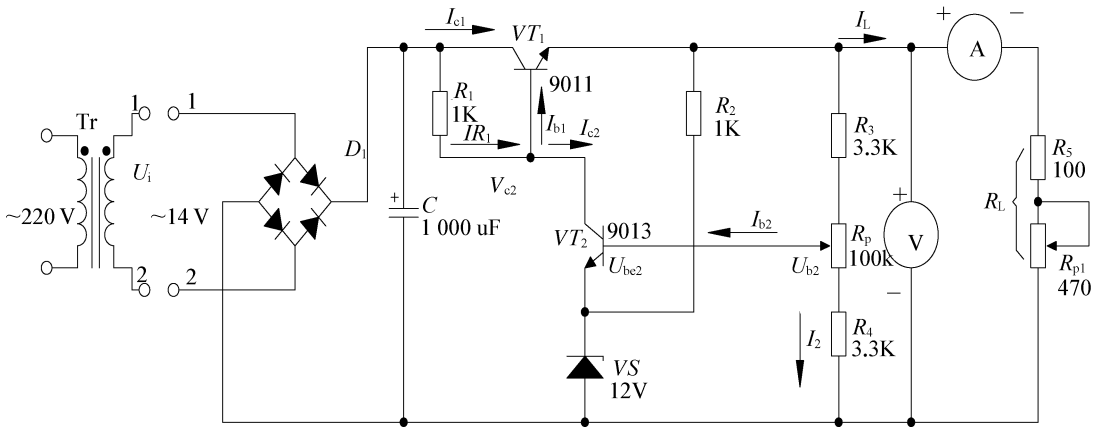 Tr
~220 V
1
1
U_i
~14 V
2
2
D_1
C
1 000 uF
+
I_c1
R_1
1K
IR_1
VT_1
9011
I_b1
I_c2
V_c2
VT_2
9013
U_be2
VS
12V
R_2
1K
I_b2
I_L
R_3
3.3K
R_p
100k
U_b2
I_2
R_4
3.3K
+
V
−
+
A
−
R_L
R_5
100
R_p1
470